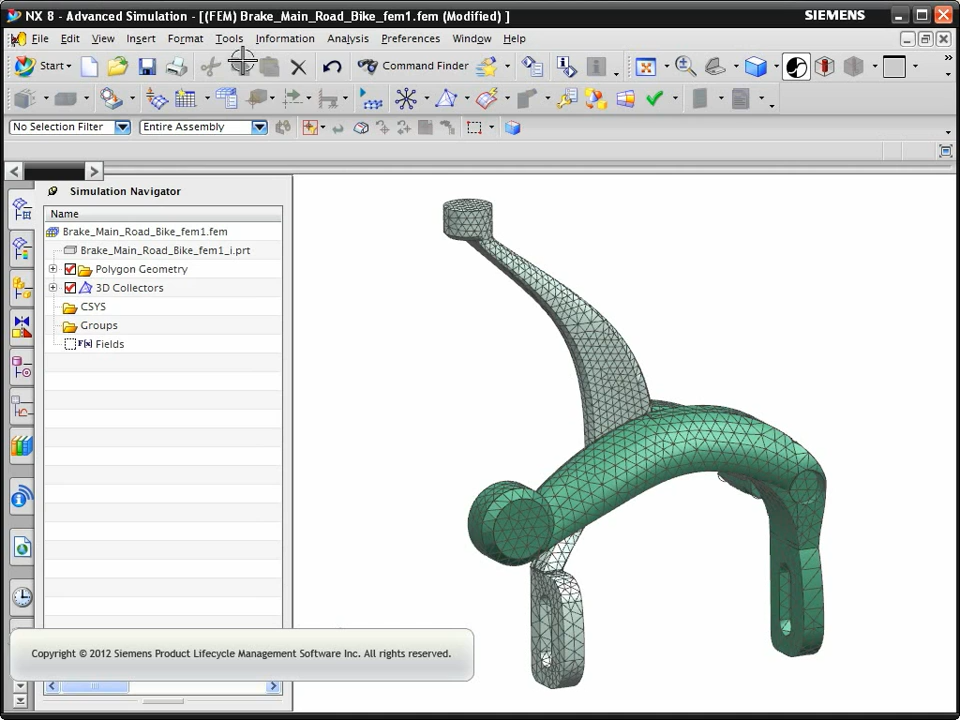 NX 8 - Advanced Simulation - [(FEM) Brake_Main_Road_Bike_fem1.fem (Modified) ]
SIEMENS
File Edit View Insert Format Tools Information Analysis Preferences Window Help
Start Command Finder
No Selection Filter Entire Assembly
Simulation Navigator
Name
Brake_Main_Road_Bike_fem1.fem
Brake_Main_Road_Bike_fem1_i.prt
Polygon Geometry
3D Collectors
CSYS
Groups
F(x) Fields
Copyright © 2012 Siemens Product Lifecycle Management Software Inc. All rights reserved.